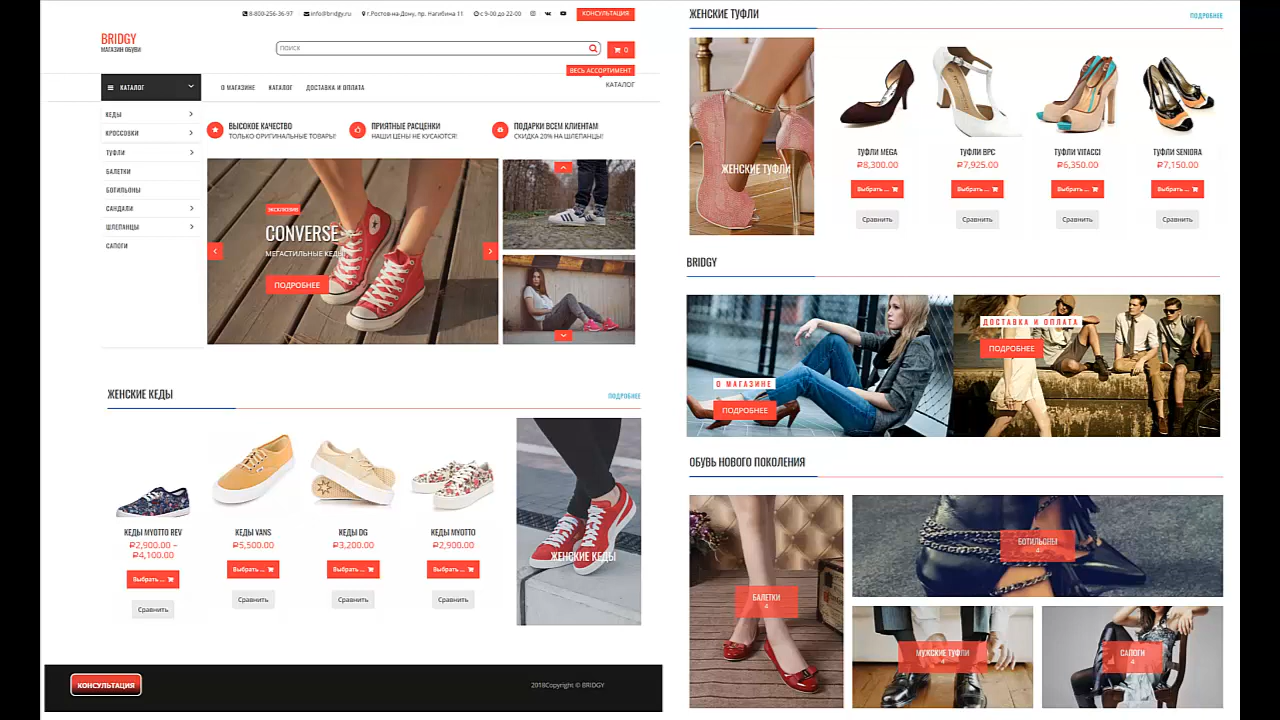 8-800-256-36-97 info@bridgy.ru г.Ростов-на-Дону, пр. Нагибина 11 с 9-00 до 22-00 КОНСУЛЬТАЦИЯ
BRIDGY
МАГАЗИН ОБУВИ
ПОИСК
0
ВЕСЬ АССОРТИМЕНТ
КАТАЛОГ О МАГАЗИНЕ КАТАЛОГ ДОСТАВКА И ОПЛАТА КАТАЛОГ
КЕДЫ
КРОССОВКИ
ТУФЛИ
БАЛЕТКИ
БОТИЛЬОНЫ
САНДАЛИ
ШЛЕПАНЦЫ
САПОГИ
ВЫСОКОЕ КАЧЕСТВО
ТОЛЬКО ОРИГИНАЛЬНЫЕ ТОВАРЫ!
ПРИЯТНЫЕ РАСЦЕНКИ
НАШИ ЦЕНЫ НЕ КУСАЮТСЯ!
ПОДАРКИ ВСЕМ КЛИЕНТАМ
СКИДКА 20% НА ШЛЕПАНЦЫ!
ЭКСКЛЮЗИВ
CONVERSE
МЕГАСТИЛЬНЫЕ КЕДЫ
ПОДРОБНЕЕ
ЖЕНСКИЕ КЕДЫ
ПОДРОБНЕЕ
КЕДЫ MYOTTO REV
₽2,900.00 –
₽4,100.00
Выбрать ...
Сравнить
КЕДЫ VANS
₽5,500.00
Выбрать ...
Сравнить
КЕДЫ DG
₽3,200.00
Выбрать ...
Сравнить
КЕДЫ MYOTTO
₽2,900.00
Выбрать ...
Сравнить
ЖЕНСКИЕ КЕДЫ
КОНСУЛЬТАЦИЯ
2018Copyright © BRIDGY
ЖЕНСКИЕ ТУФЛИ
ПОДРОБНЕЕ
ЖЕНСКИЕ ТУФЛИ
ТУФЛИ MEGA
₽8,300.00
Выбрать ...
Сравнить
ТУФЛИ BPC
₽7,925.00
Выбрать ...
Сравнить
ТУФЛИ VITACCI
₽6,350.00
Выбрать ...
Сравнить
ТУФЛИ SENIORA
₽7,150.00
Выбрать ...
Сравнить
BRIDGY
О МАГАЗИНЕ
ПОДРОБНЕЕ
ДОСТАВКА И ОПЛАТА
ПОДРОБНЕЕ
ОБУВЬ НОВОГО ПОКОЛЕНИЯ
БАЛЕТКИ
4
БОТИЛЬОНЫ
4
МУЖСКИЕ ТУФЛИ
4
САПОГИ
4